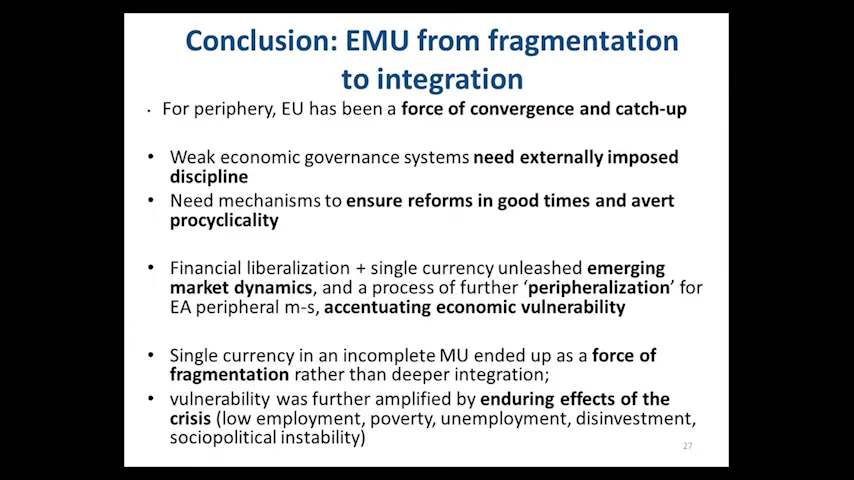 Conclusion: EMU from fragmentation
to integration
• For periphery, EU has been a force of convergence and catch-up
• Weak economic governance systems need externally imposed
discipline
• Need mechanisms to ensure reforms in good times and avert
procyclicality
• Financial liberalization + single currency unleashed emerging
market dynamics, and a process of further ‘peripheralization’ for
EA peripheral m-s, accentuating economic vulnerability
• Single currency in an incomplete MU ended up as a force of
fragmentation rather than deeper integration;
• vulnerability was further amplified by enduring effects of the
crisis (low employment, poverty, unemployment, disinvestment,
sociopolitical instability)
27